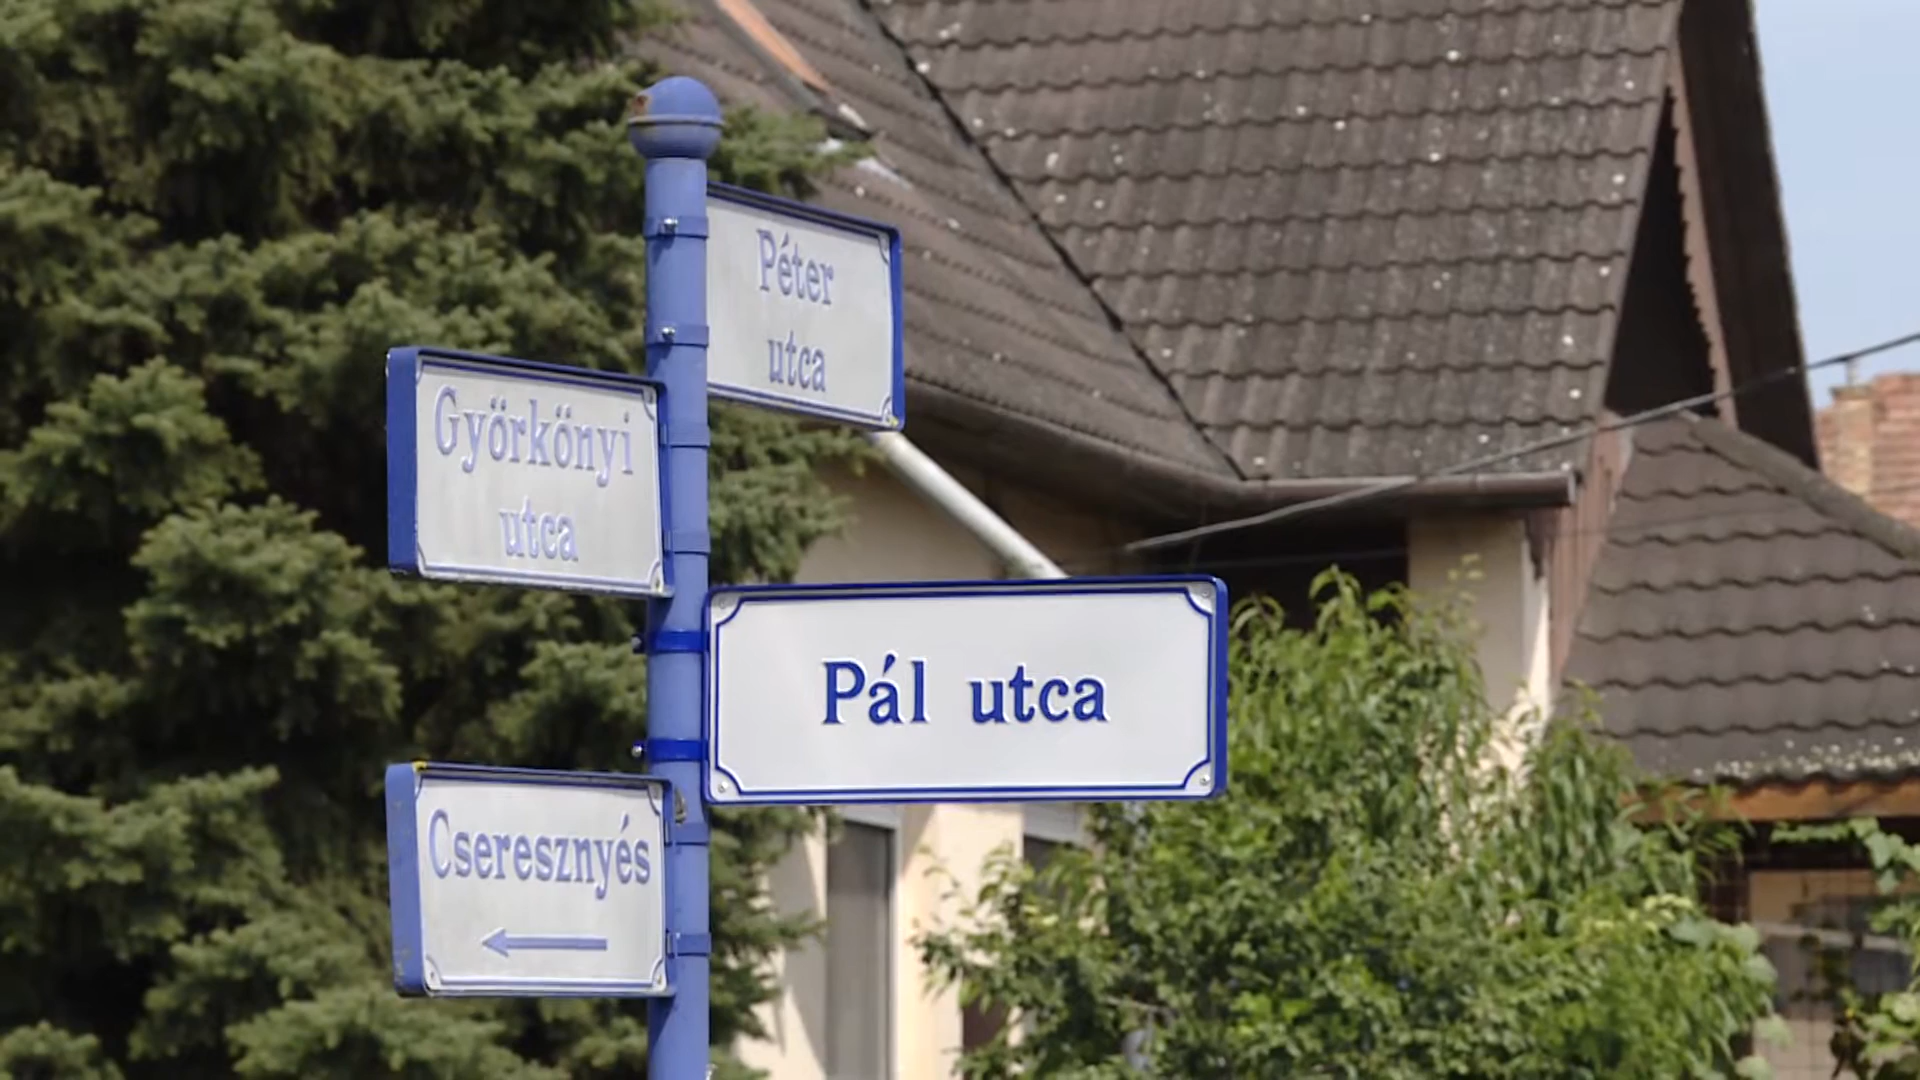 Péter
utca
Györkönyi
utca
Pál utca
Cseresznyés
←